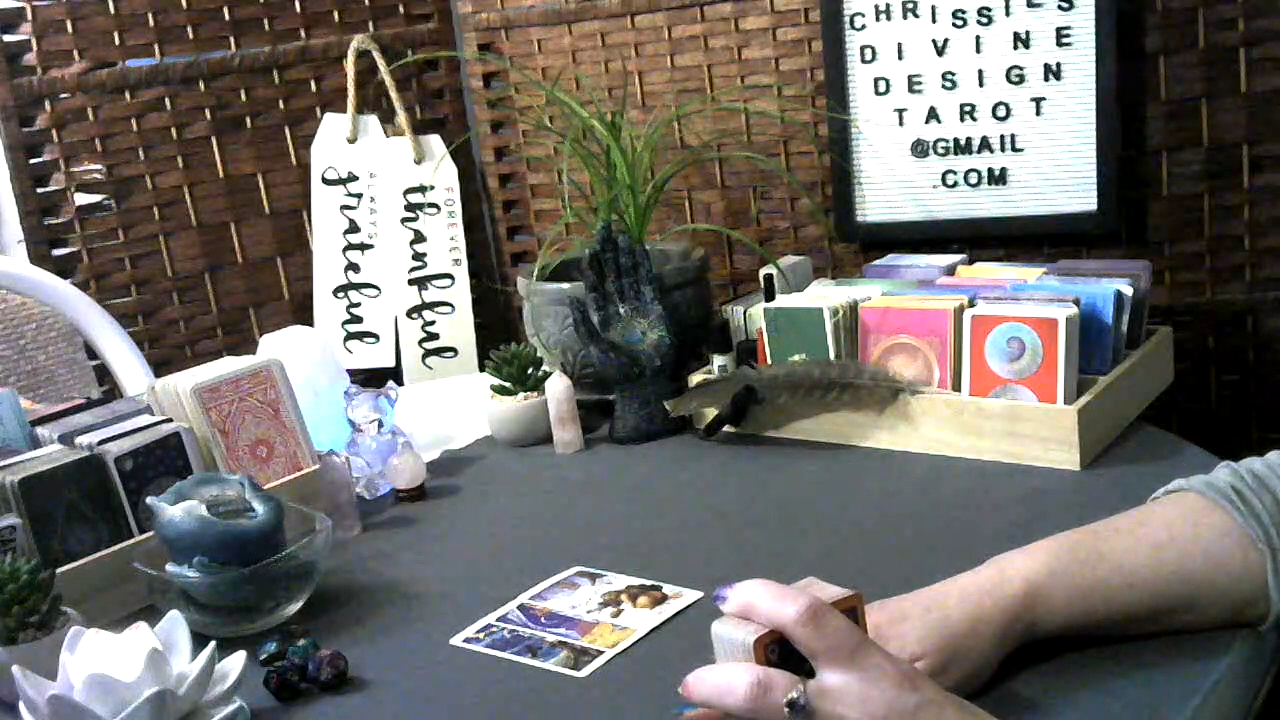 CHRISSIES
DIVINE
DESIGN
TAROT
@GMAIL
.COM
ALWAYS
grateful
FOREVER
thankful